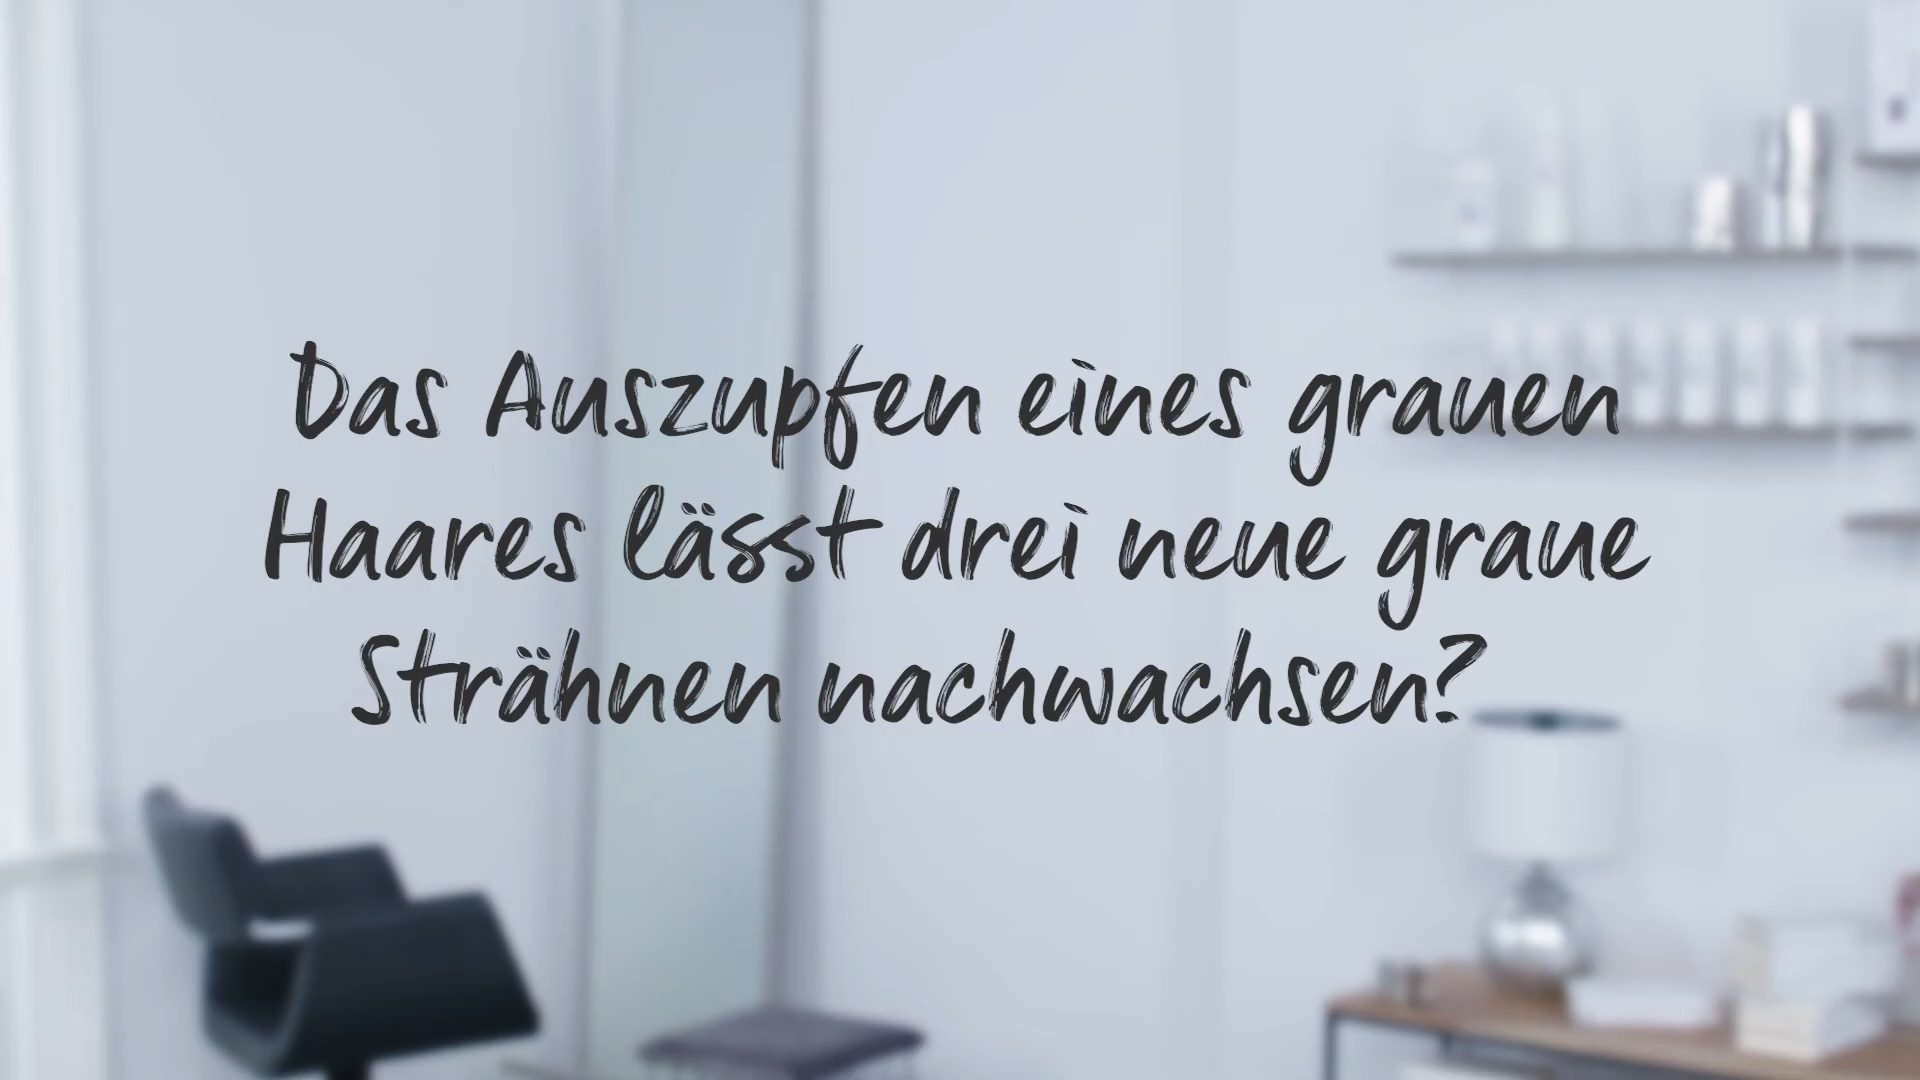 Das Auszupfen eines grauen
Haares lässt drei neue graue
Strähnen nachwachsen?